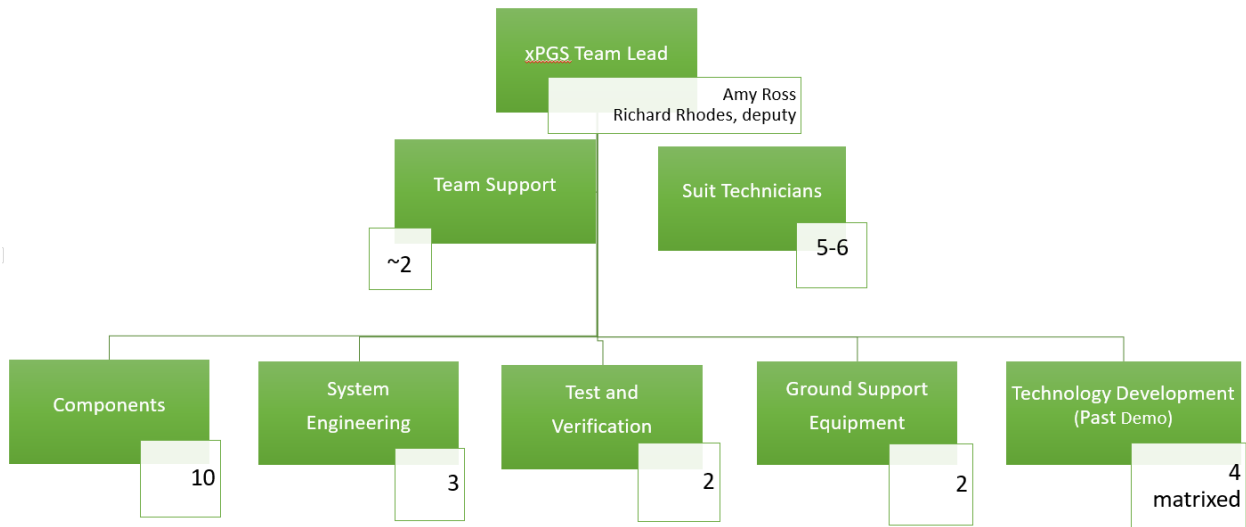 xPGS Team Lead
Amy Ross
Richard Rhodes, deputy
Team Support
~2
Suit Technicians
5-6
Components
10
System
Engineering
3
Test and
Verification
2
Ground Support
Equipment
2
Technology Development
(Past Demo)
4
matrixed